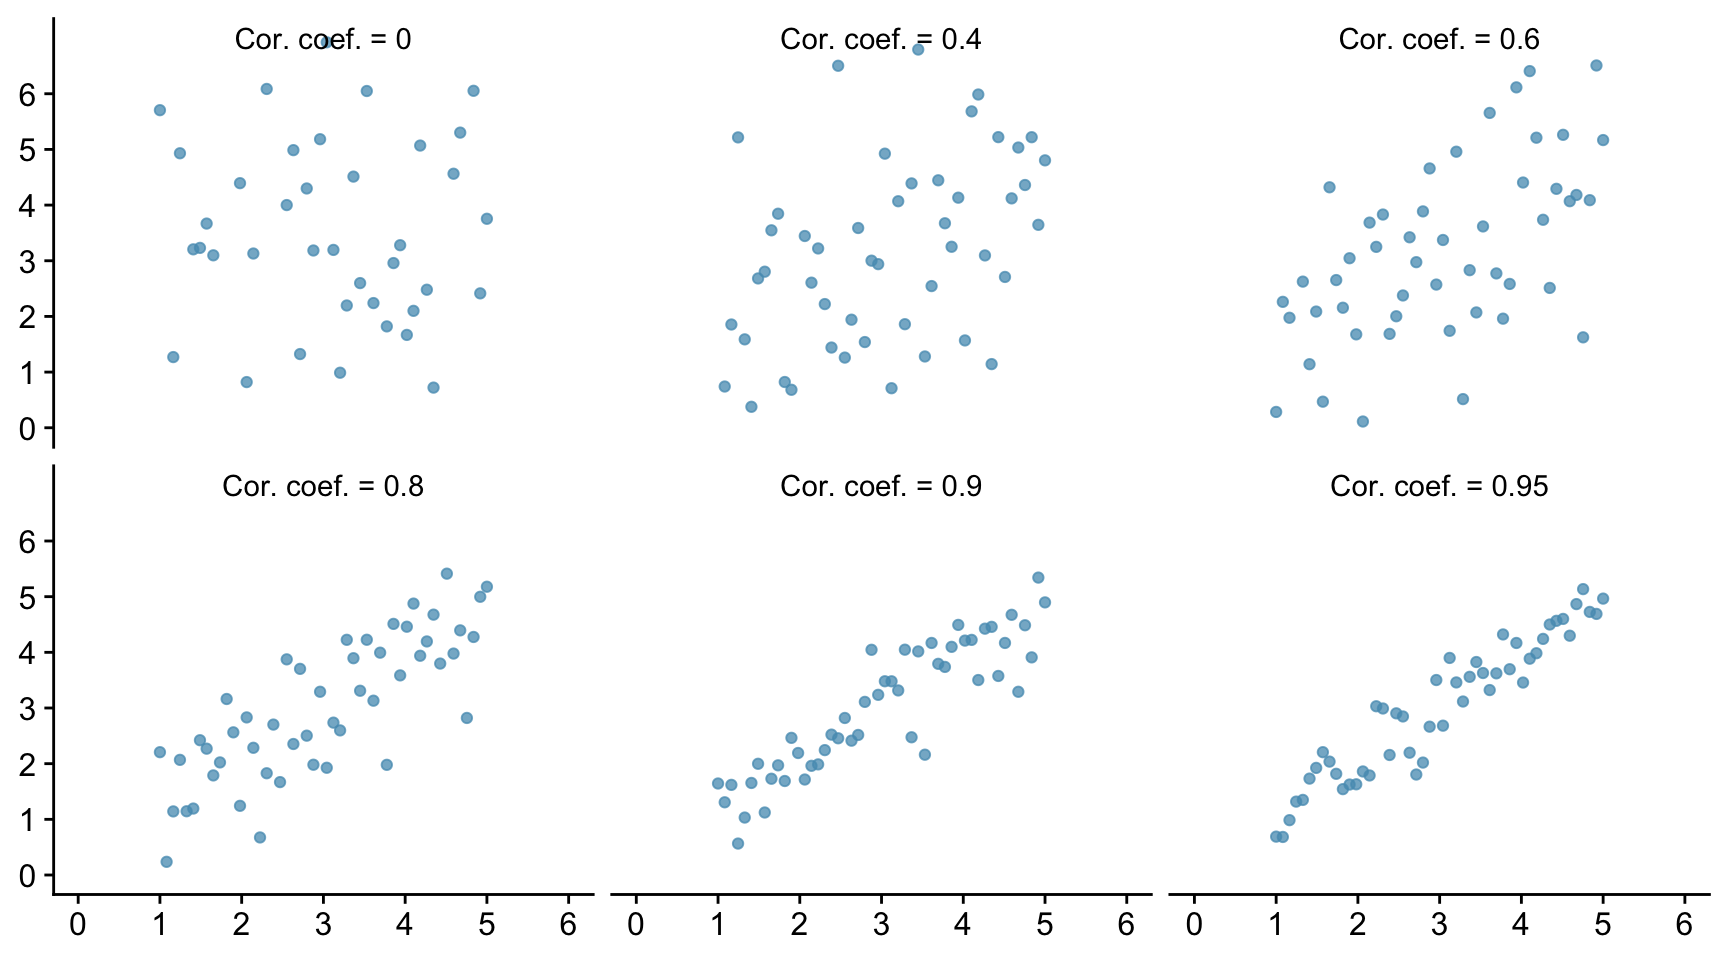 Cor. coef. = 0
Cor. coef. = 0.4
Cor. coef. = 0.6
6
5
4
3
2
1
0
Cor. coef. = 0.8
Cor. coef. = 0.9
Cor. coef. = 0.95
6
5
4
3
2
1
0
0 1 2 3 4 5 6
0 1 2 3 4 5 6
0 1 2 3 4 5 6